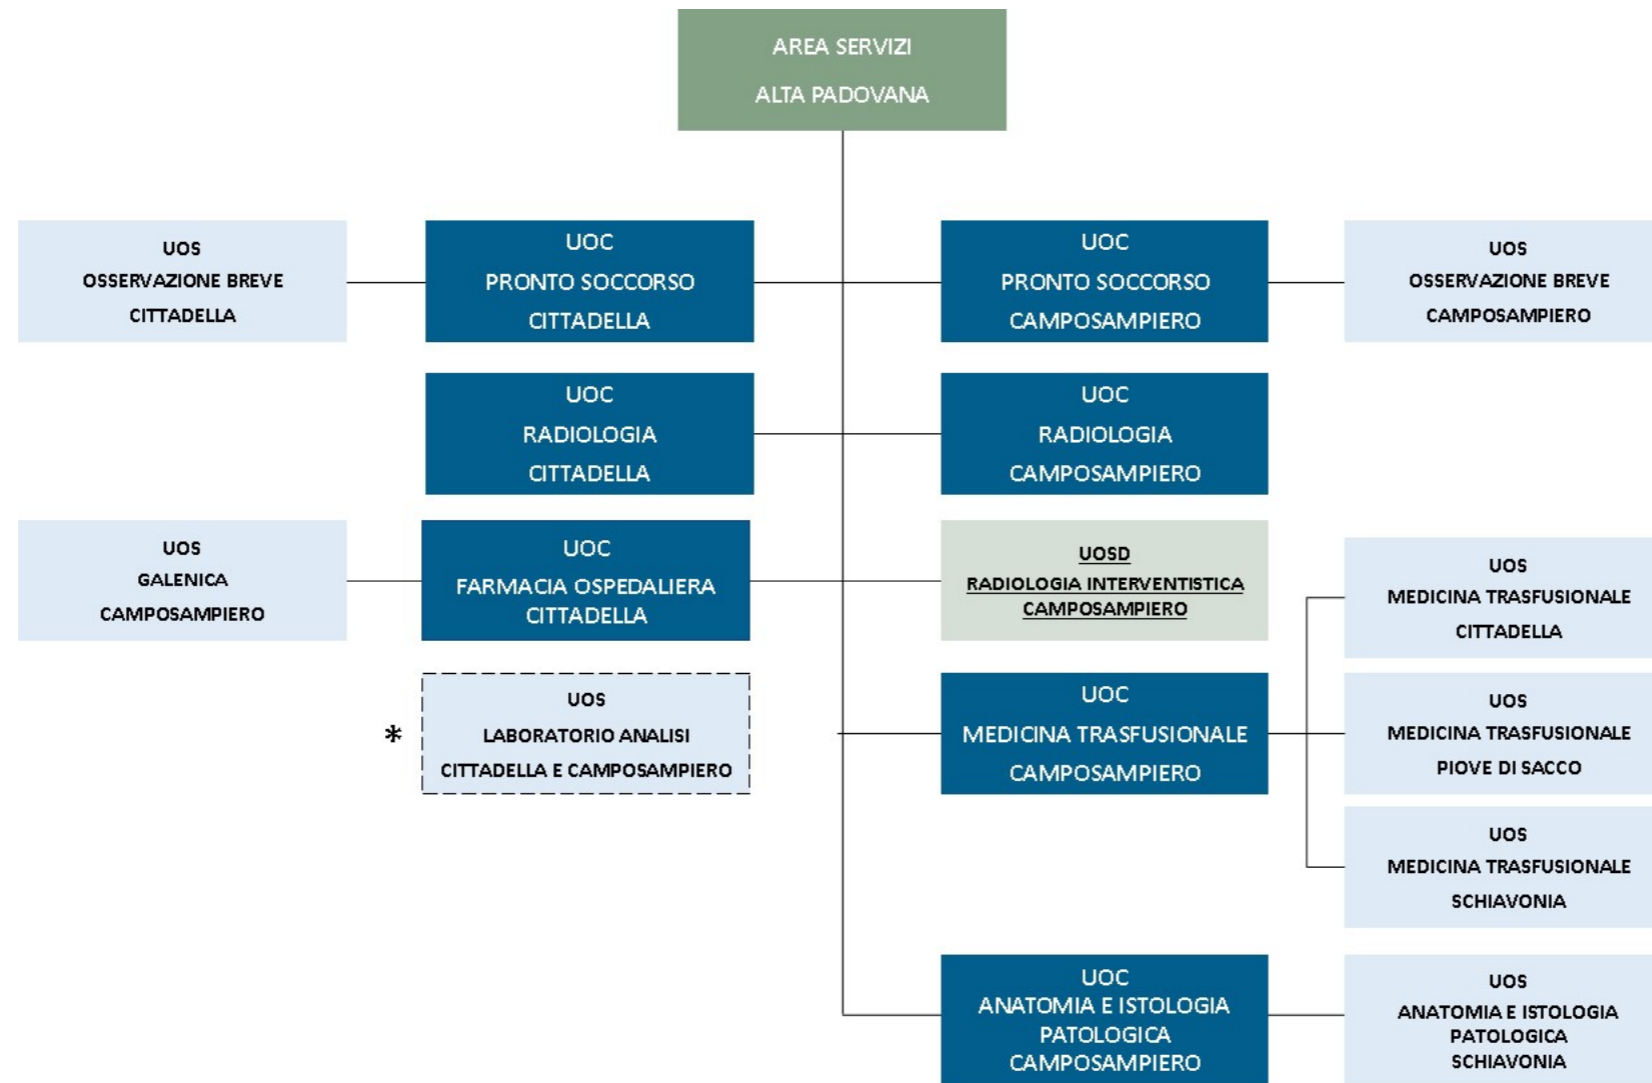 AREA SERVIZI
ALTA PADOVANA
UOS
OSSERVAZIONE BREVE
CITTADELLA
UOC
PRONTO SOCCORSO
CITTADELLA
UOC
PRONTO SOCCORSO
CAMPOSAMPIERO
UOS
OSSERVAZIONE BREVE
CAMPOSAMPIERO
UOC
RADIOLOGIA
CITTADELLA
UOC
RADIOLOGIA
CAMPOSAMPIERO
UOS
GALENICA
CAMPOSAMPIERO
UOC
FARMACIA OSPEDALIERA
CITTADELLA
UOSD
RADIOLOGIA INTERVENTISTICA
CAMPOSAMPIERO
UOS
MEDICINA TRASFUSIONALE
CITTADELLA
*
UOS
LABORATORIO ANALISI
CITTADELLA E CAMPOSAMPIERO
UOC
MEDICINA TRASFUSIONALE
CAMPOSAMPIERO
UOS
MEDICINA TRASFUSIONALE
PIOVE DI SACCO
UOS
MEDICINA TRASFUSIONALE
SCHIAVONIA
UOC
ANATOMIA E ISTOLOGIA
PATOLOGICA
CAMPOSAMPIERO
UOS
ANATOMIA E ISTOLOGIA
PATOLOGICA
SCHIAVONIA